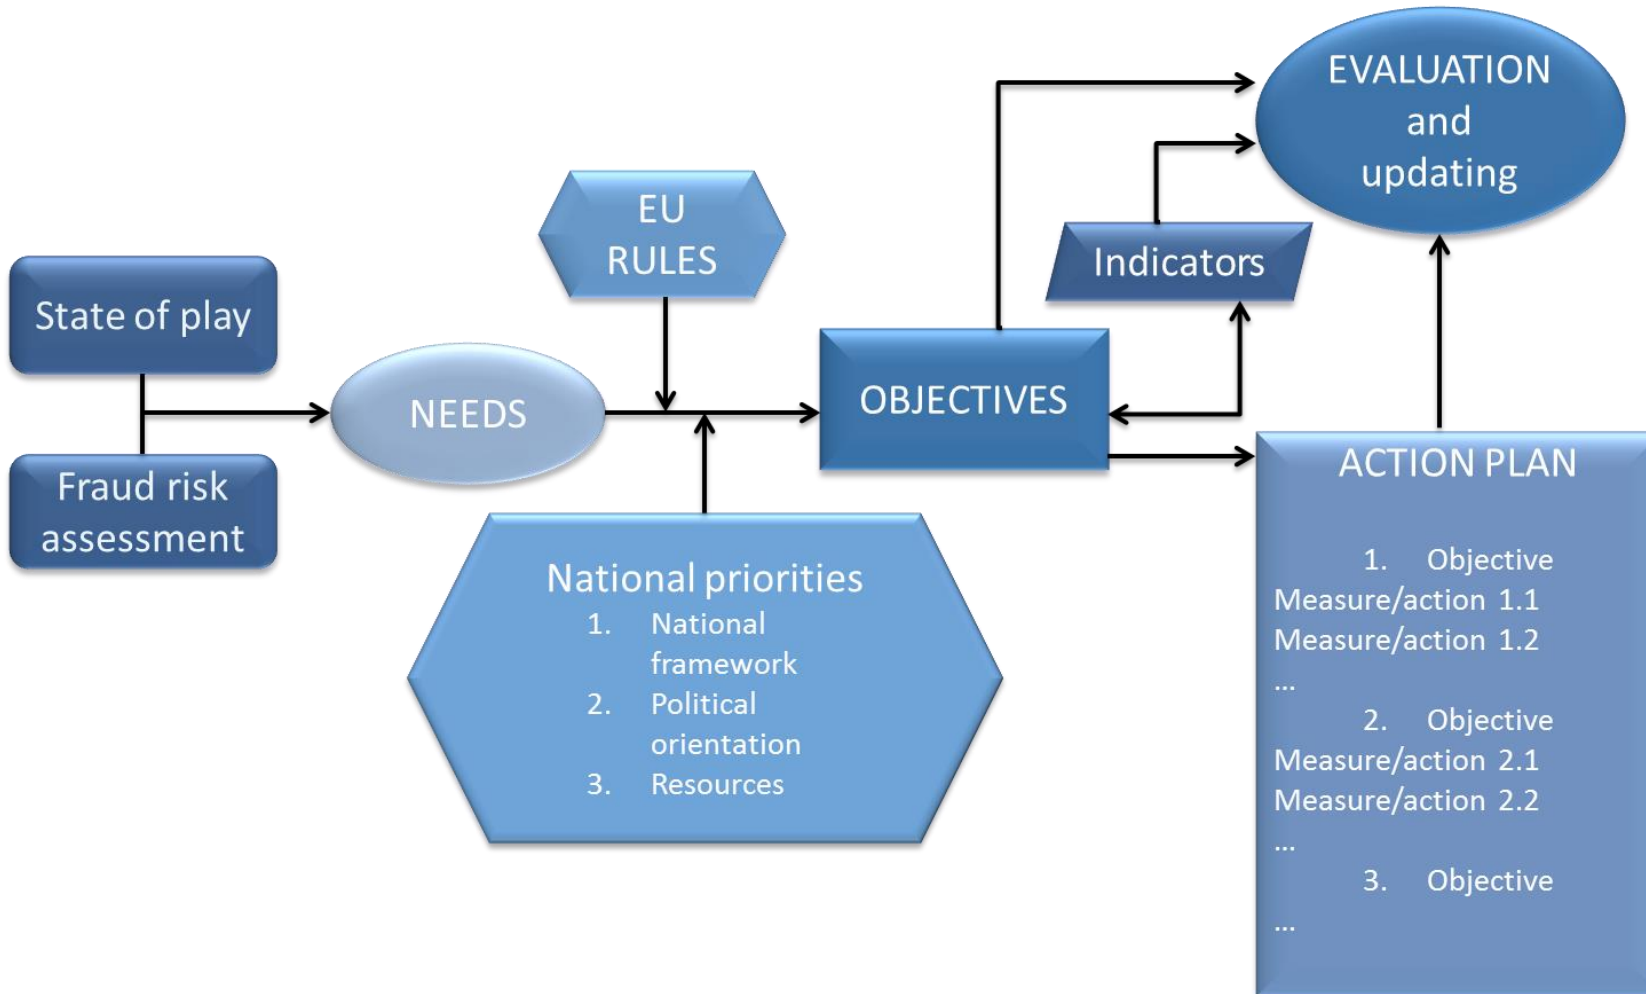 EVALUATION
and
updating
EU
RULES
Indicators
State of play
NEEDS
OBJECTIVES
Fraud risk
assessment
National priorities
1. National
framework
2. Political
orientation
3. Resources
ACTION PLAN
1. Objective
Measure/action 1.1
Measure/action 1.2
...
2. Objective
Measure/action 2.1
Measure/action 2.2
...
3. Objective
...